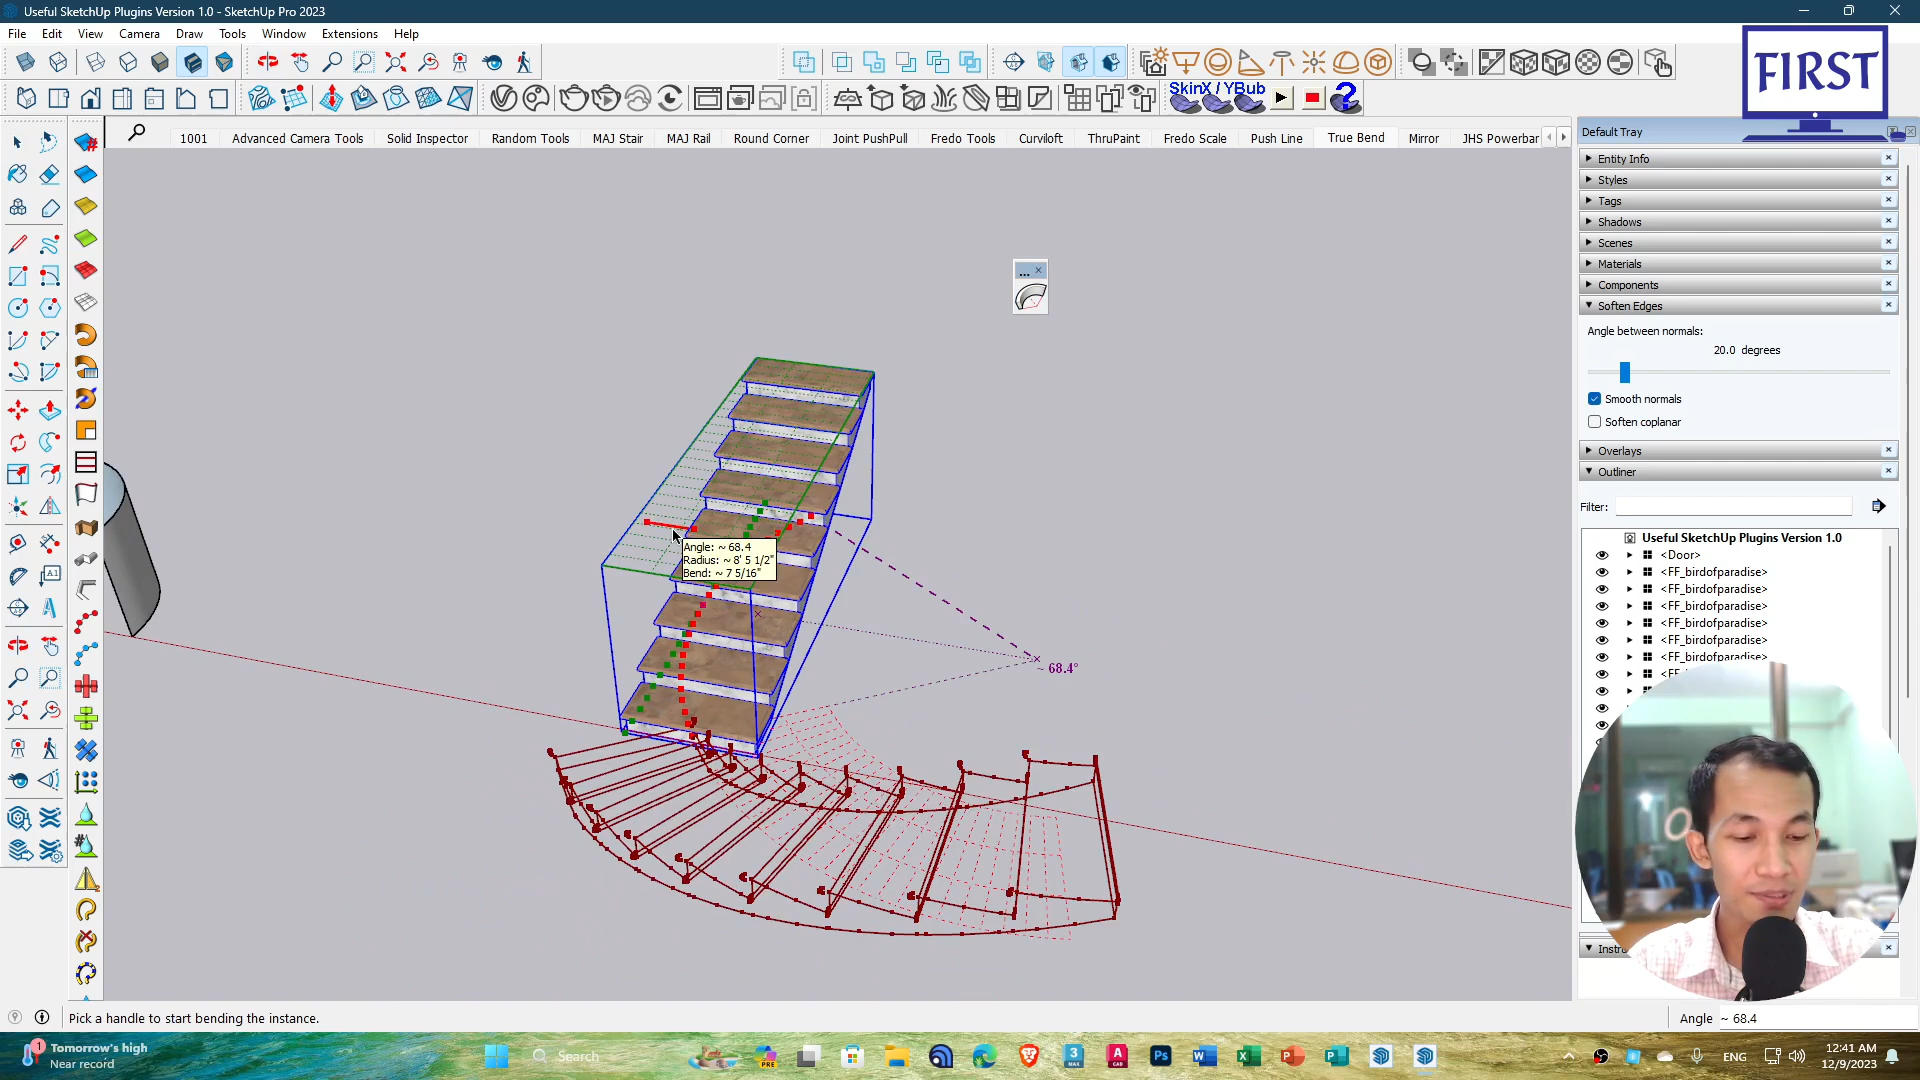 Useful SketchUp Plugins Version 1.0 - SketchUp Pro 2023
File Edit View Camera Draw Tools Window Extensions Help
FIRST
SkinX / YBub
?
1001 Advanced Camera Tools Solid Inspector Random Tools MAJ Stair MAJ Rail Round Corner Joint PushPull Fredo Tools Curviloft ThruPaint Fredo Scale Push Line True Bend Mirror JHS Powerbar
Default Tray
Entity Info
Styles
Tags
Shadows
Scenes
Materials
Components
Soften Edges
Angle between normals:
20.0 degrees
Smooth normals
Soften coplanar
Overlays
Outliner
Filter:
Useful SketchUp Plugins Version 1.0
<Door>
<FF_birdofparadise>
<FF_birdofparadise>
<FF_birdofparadise>
<FF_birdofparadise>
<FF_birdofparadise>
<FF_birdofparadise>
...
Angle: ~ 68.4
Radius: ~ 8' 5 1/2"
Bend: ~ 7 5/16"
~ 68.4°
Pick a handle to start bending the instance.
Angle ~ 68.4
1
Tomorrow's high
Near record
Search
PRE
3
MAX
A
CAD
Ps
ENG
12:41 AM
12/9/2023